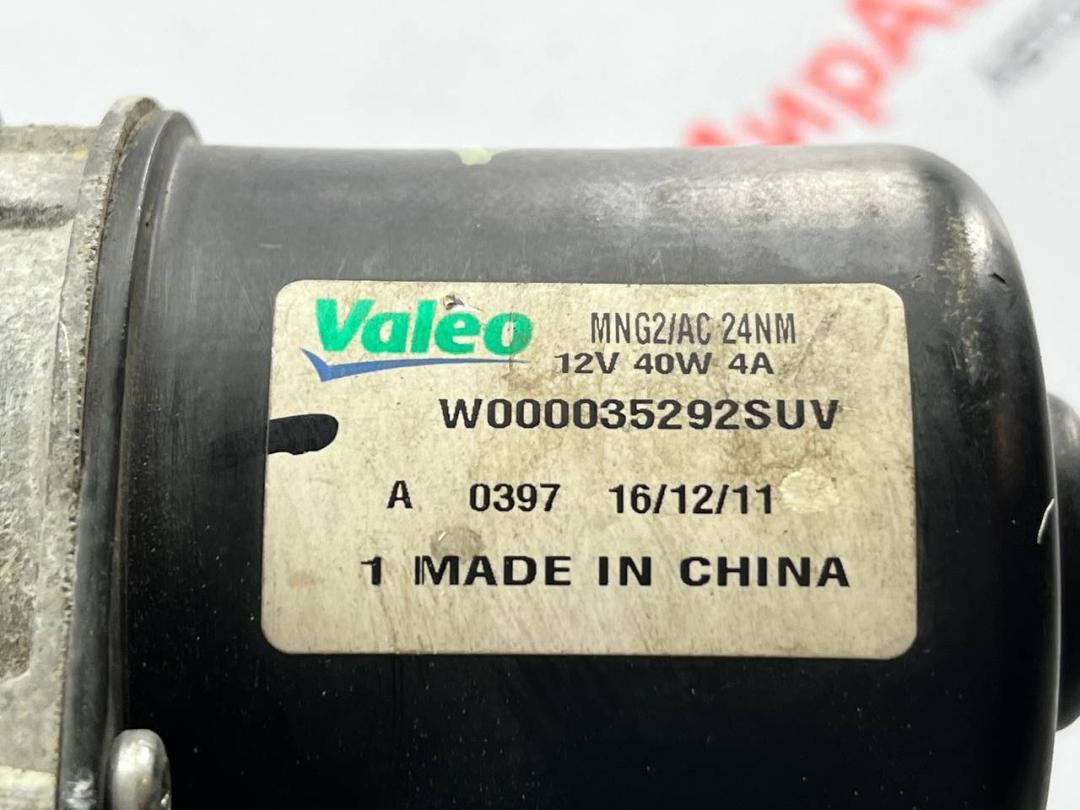 Valeo
MNG2/AC 24NM
12V 40W 4A
W000035292SUV
A 0397 16/12/11
1 MADE IN CHINA